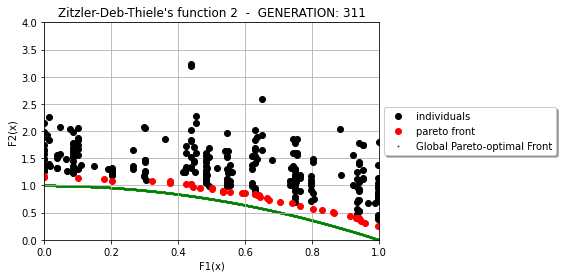 Zitzler-Deb-Thiele's function 2 - GENERATION: 311
4.0
3.5
3.0
2.5
2.0
1.5
1.0
0.5
0.0
F2(x)
0.0 0.2 0.4 0.6 0.8 1.0
F1(x)
individuals
pareto front
Global Pareto-optimal Front